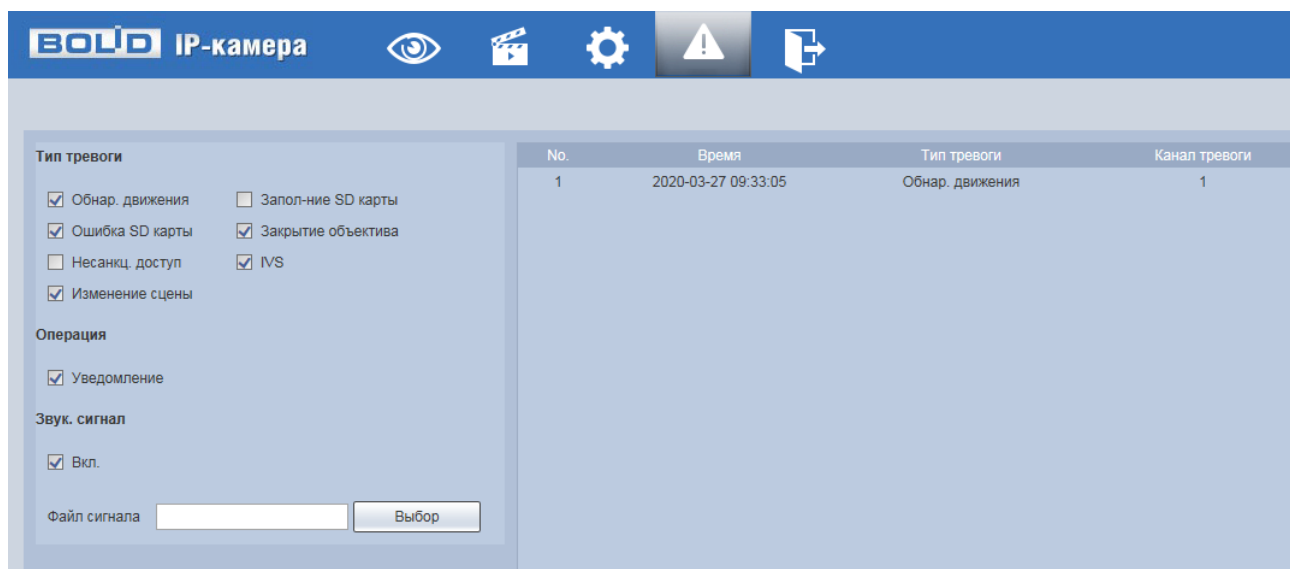 BOLID IP-камера
Тип тревоги
Обнар. движения Запол-ние SD карты
Ошибка SD карты Закрытие объектива
Несанкц. доступ IVS
Изменение сцены
Операция
Уведомление
Звук. сигнал
Вкл.
Файл сигнала Выбор
No. Время Тип тревоги Канал тревоги
1 2020-03-27 09:33:05 Обнар. движения 1